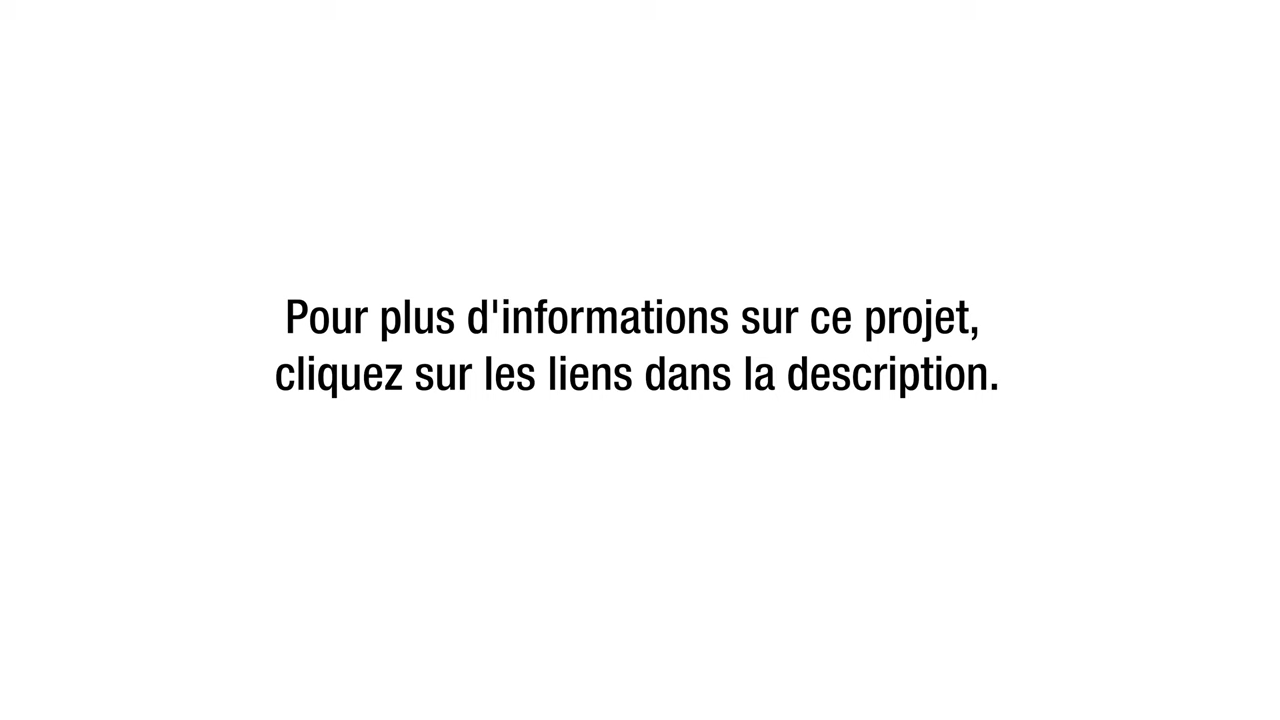 Pour plus d'informations sur ce projet,
cliquez sur les liens dans la description.